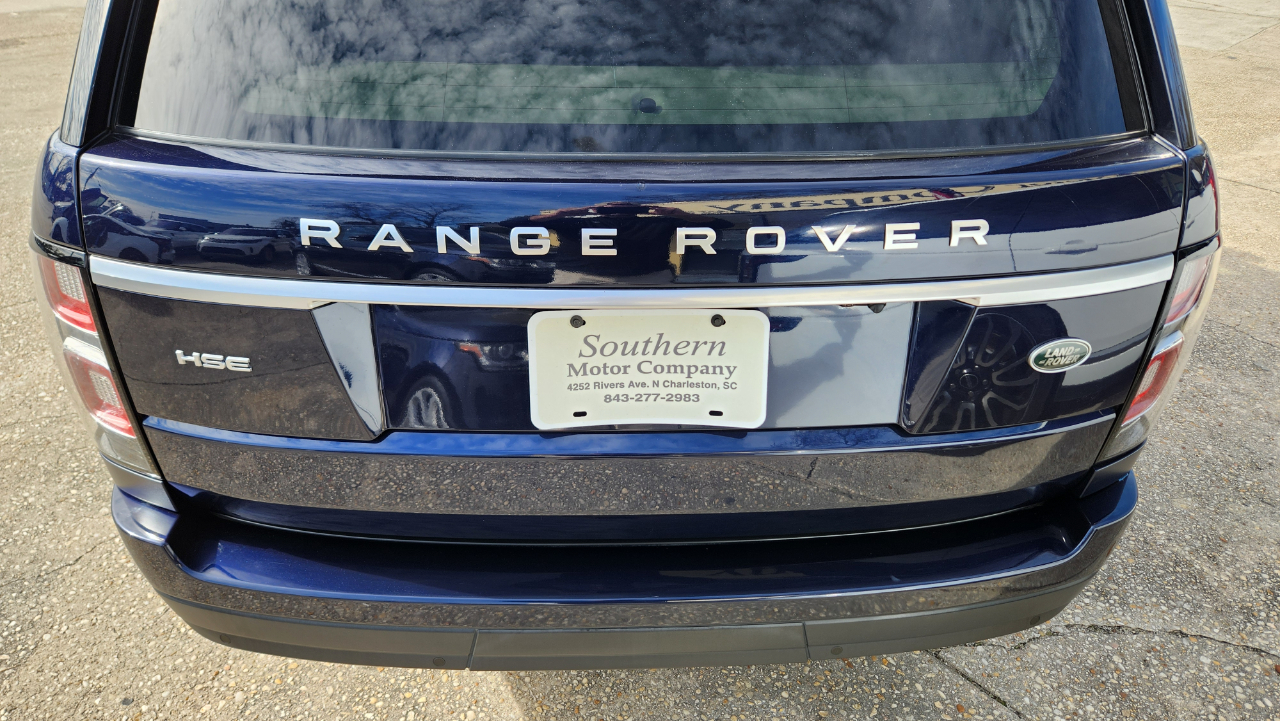 RANGE ROVER
HSE
Southern
Motor Company
4252 Rivers Ave. N Charleston, SC
843-277-2983
LAND
ROVER